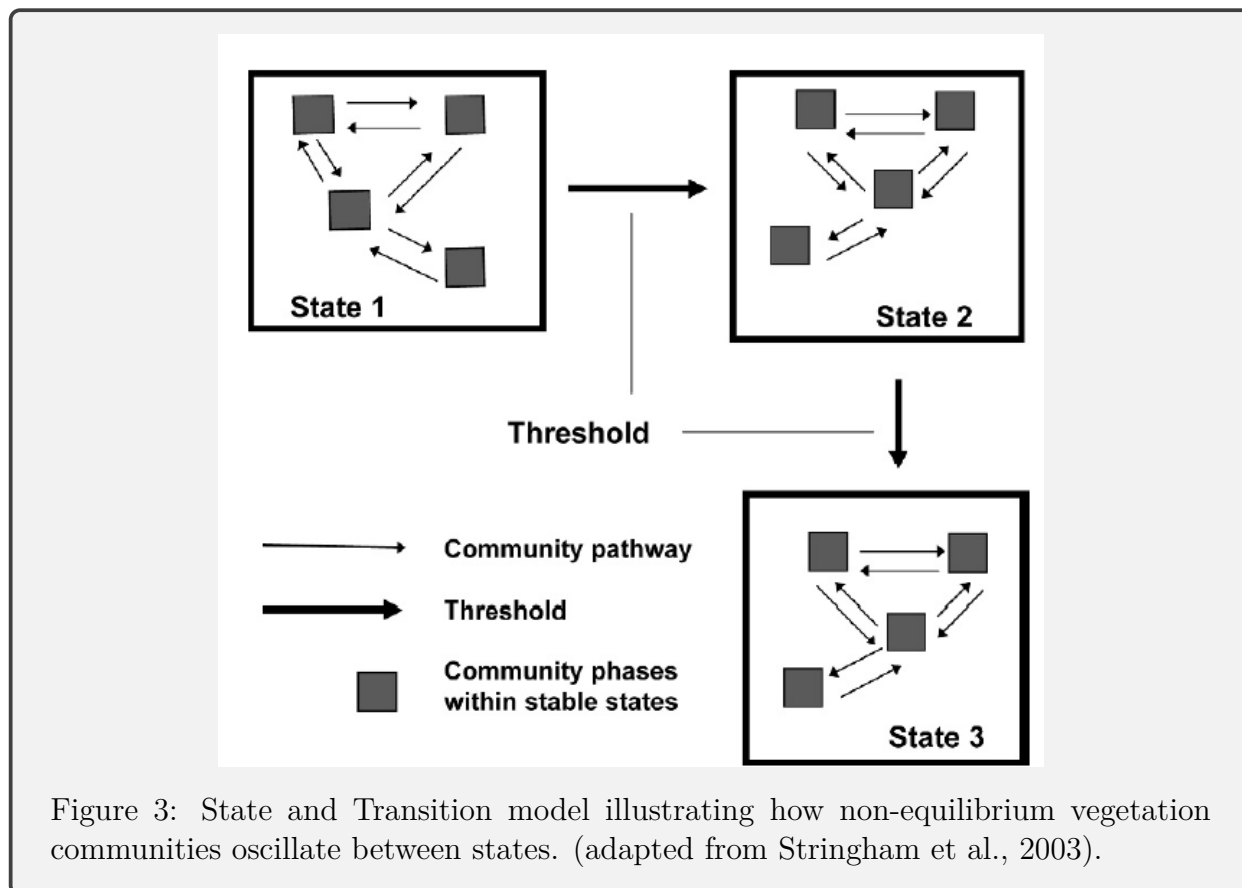 State 1
State 2
Threshold
Community pathway
Threshold
Community phases
within stable states
State 3
Figure 3: State and Transition model illustrating how non-equilibrium vegetation
communities oscillate between states. (adapted from Stringham et al., 2003).